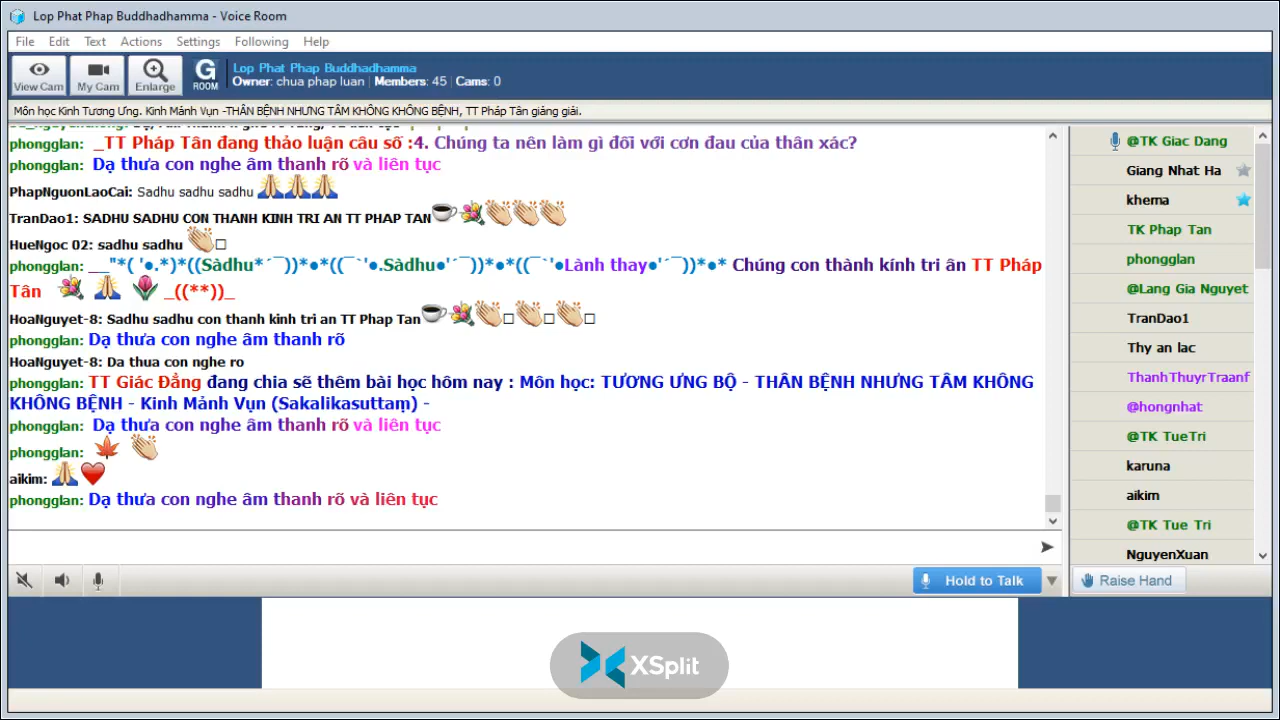 Lop Phat Phap Buddhadhamma - Voice Room
File Edit Text Actions Settings Following Help
View Cam My Cam Enlarge G ROOM
Lop Phat Phap Buddhadhamma
Owner: chua phap luan | Members: 45 | Cams: 0
Môn học Kinh Tương Ưng. Kinh Mảnh Vụn -THÂN BỆNH NHƯNG TÂM KHÔNG KHÔNG BỆNH, TT Pháp Tân giảng giải.
phongglan: _TT Pháp Tân đang thảo luận câu số :4. Chúng ta nên làm gì đối với cơn đau của thân xác?
phongglan: Dạ thưa con nghe âm thanh rõ và liên tục
PhapNguonLaoCai: Sadhu sadhu sadhu 🙏🙏🙏
TranDao1: SADHU SADHU CON THANH KINH TRI AN TT PHAP TAN☕💐👏👏👏
HueNgoc 02: sadhu sadhu 👏□
phongglan: __"*( '●.*)*((Sàdhu*´¯))*●*((¯`'●.Sàdhu●'´¯))*●*((¯`'●Lành thay●'´¯))*●* Chúng con thành kính tri ân TT Pháp
Tân 💐 🙏 🌷 _((**))_
HoaNguyet-8: Sadhu sadhu con thanh kinh tri an TT Phap Tan☕💐👏□👏□👏□
phongglan: Dạ thưa con nghe âm thanh rõ
HoaNguyet-8: Da thua con nghe ro
phongglan: TT Giác Đẳng đang chia sẽ thêm bài học hôm nay : Môn học: TƯƠNG ƯNG BỘ - THÂN BỆNH NHƯNG TÂM KHÔNG
KHÔNG BỆNH - Kinh Mảnh Vụn (Sakalikasuttaṃ) -
phongglan: Dạ thưa con nghe âm thanh rõ và liên tục
phongglan: 🍁 👏
aikim: 🙏❤️
phongglan: Dạ thưa con nghe âm thanh rõ và liên tục
Hold to Talk
@TK Giac Dang
Giang Nhat Ha
khema
TK Phap Tan
phongglan
@Lang Gia Nguyet
TranDao1
Thy an lac
ThanhThuyrTraanf
@hongnhat
@TK TueTri
karuna
aikim
@TK Tue Tri
NguyenXuan
Raise Hand
XSplit